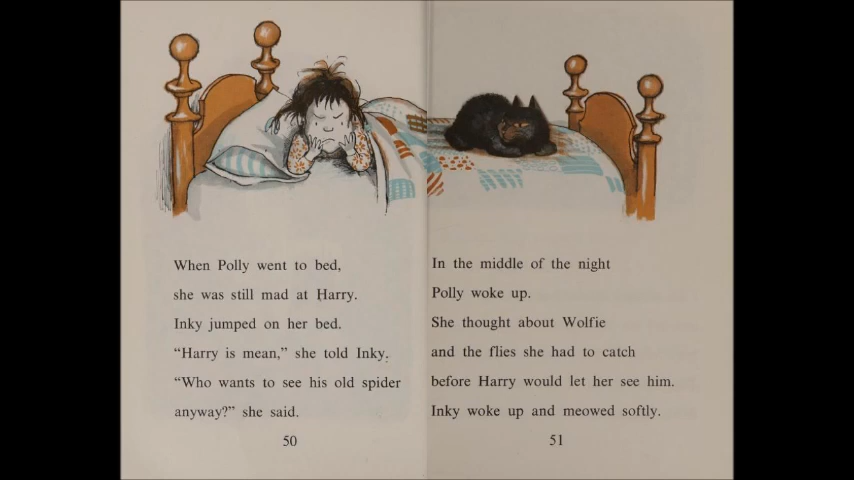 When Polly went to bed,
she was still mad at Harry.
Inky jumped on her bed.
“Harry is mean,” she told Inky.
“Who wants to see his old spider
anyway?” she said.
50
In the middle of the night
Polly woke up.
She thought about Wolfie
and the flies she had to catch
before Harry would let her see him.
Inky woke up and meowed softly.
51